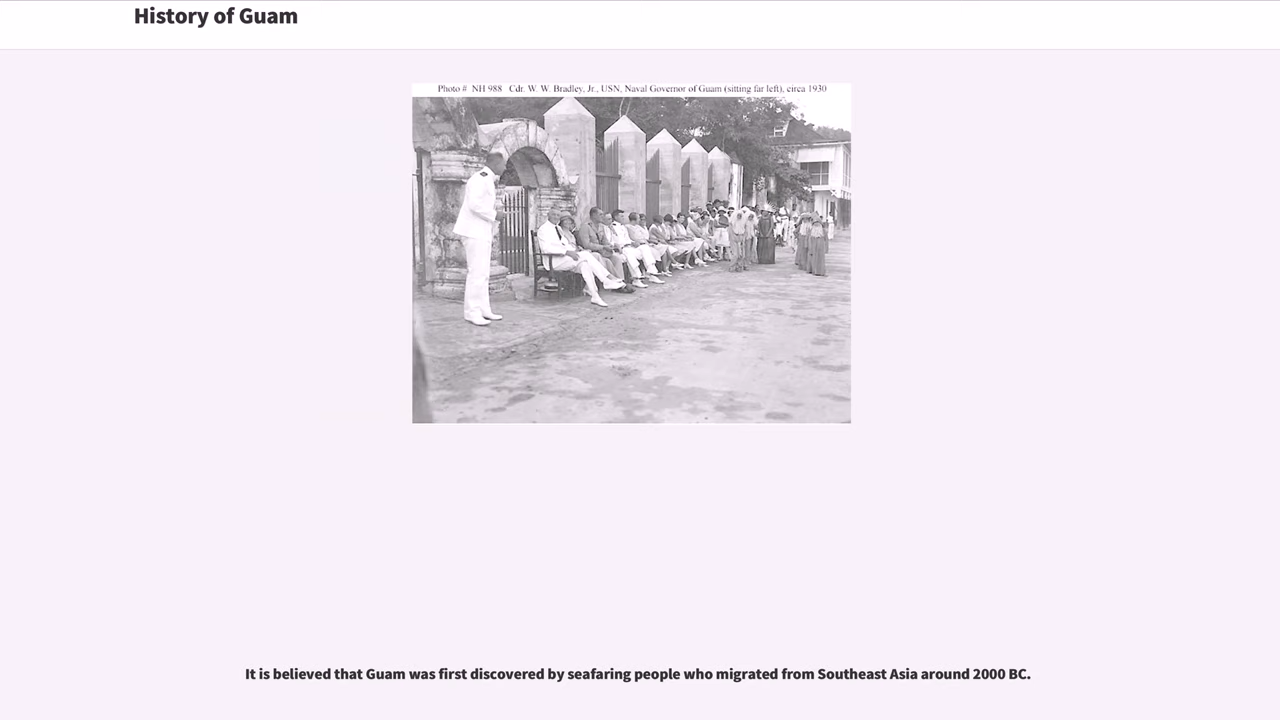 History of Guam
Photo # NH 988 Cdr. W. W. Bradley, Jr., USN, Naval Governor of Guam (sitting far left), circa 1930
It is believed that Guam was first discovered by seafaring people who migrated from Southeast Asia around 2000 BC.